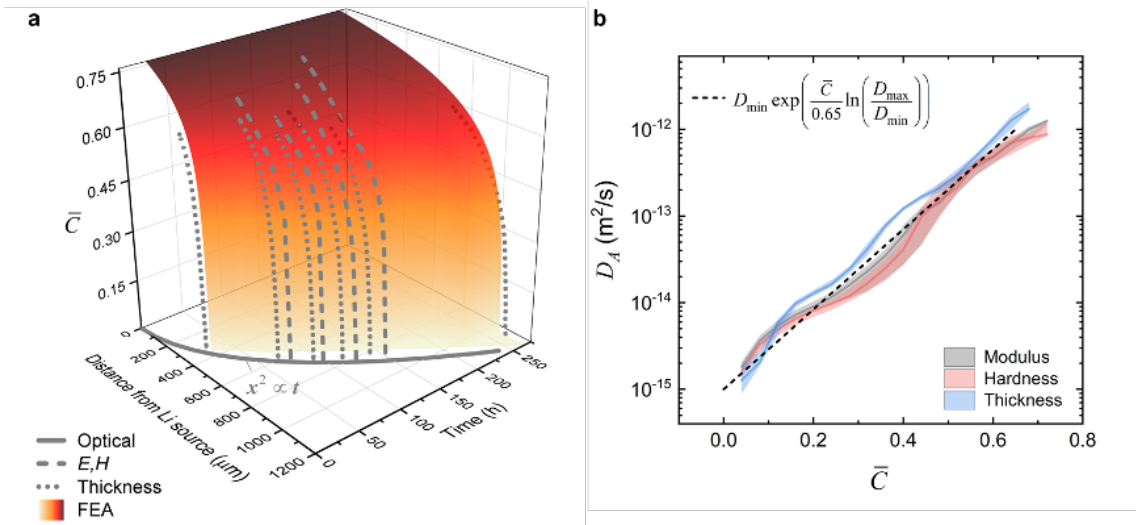 a
0.75
0.60
0.45
0.30
0.15
C̅
0
200
400
600
800
1000
1200
Distance from Li source (μm)
0
50
100
150
200
250
Time (h)
x² ∝ t
Optical
E,H
Thickness
FEA
b
D_min exp( C̅/0.65 ln( D_max/D_min ) )
10⁻¹²
10⁻¹³
10⁻¹⁴
10⁻¹⁵
D_A (m²/s)
Modulus
Hardness
Thickness
0.0 0.2 0.4 0.6 0.8
C̅